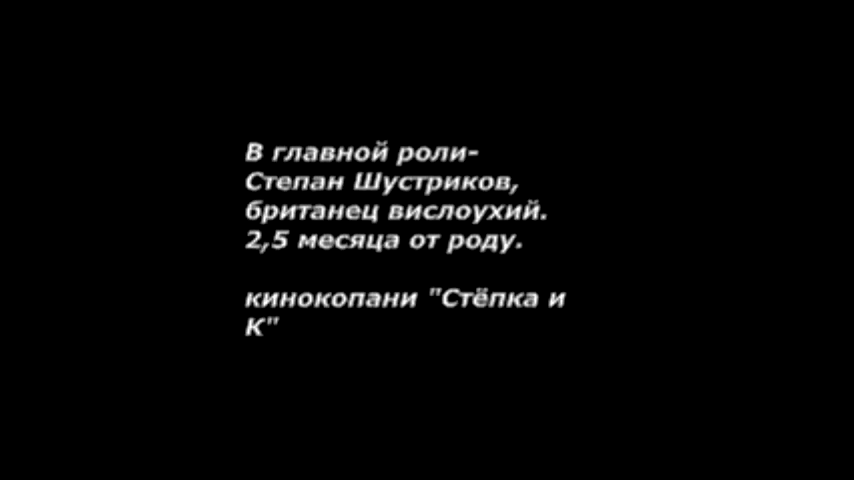 В главной роли-
Степан Шустриков,
британец вислоухий.
2,5 месяца от роду.
кинокопани "Стёпка и
К"